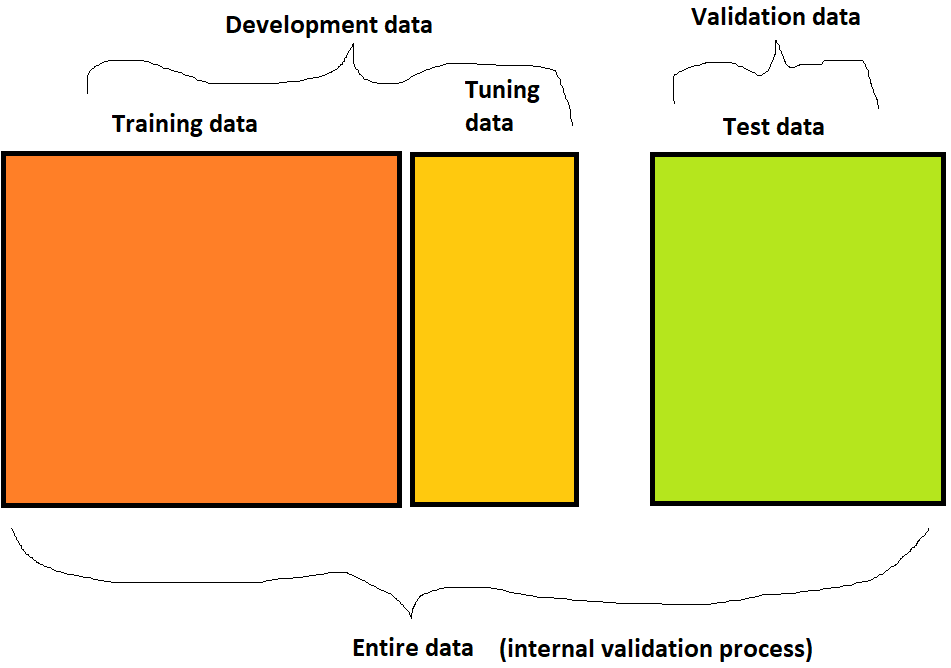 Development data
Validation data
Training data
Tuning
data
Test data
Entire data (internal validation process)